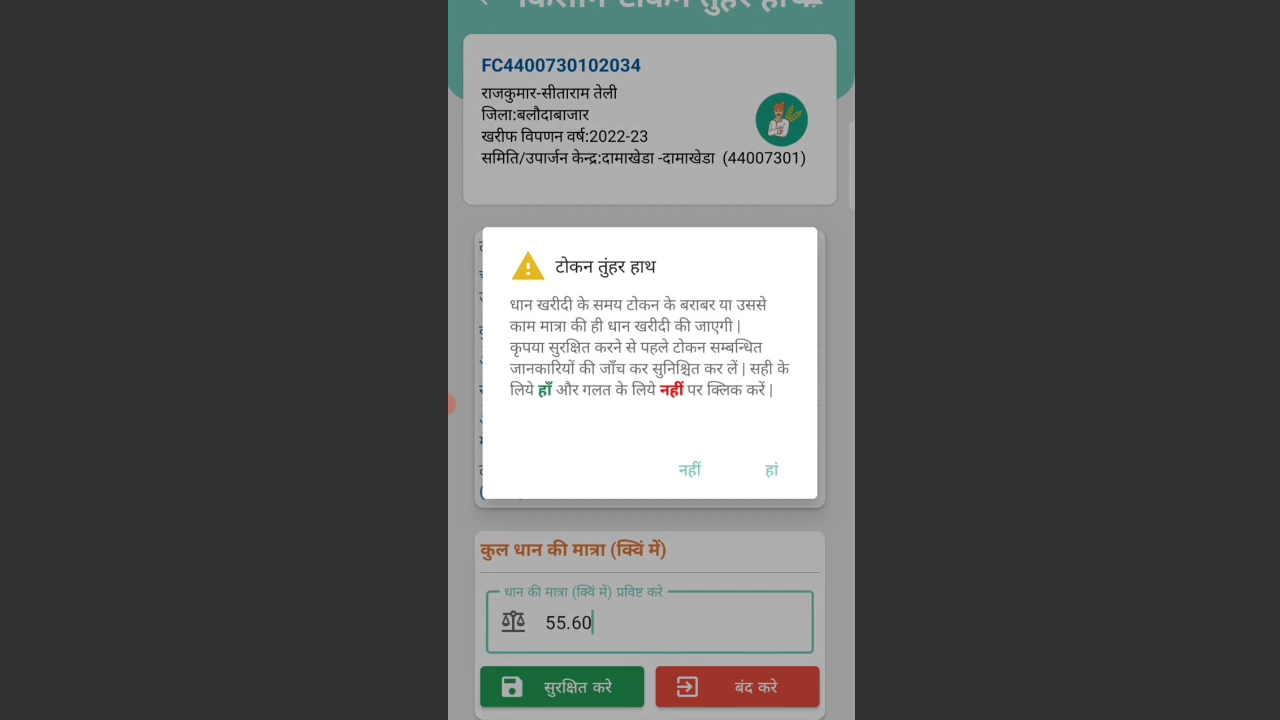 किसान टोकन तुंहर हाथ
FC4400730102034
राजकुमार-सीताराम तेली
जिला:बलौदाबाजार
खरीफ विपणन वर्ष:2022-23
समिति/उपार्जन केन्द्र:दामाखेडा -दामाखेडा (44007301)
टोकन तुंहर हाथ
धान खरीदी के समय टोकन के बराबर या उससे
काम मात्रा की ही धान खरीदी की जाएगी |
कृपया सुरक्षित करने से पहले टोकन सम्बन्धित
जानकारियों की जाँच कर सुनिश्चित कर लें | सही के
लिये हाँ और गलत के लिये नहीं पर क्लिक करें |
नहीं हां
कुल धान की मात्रा (क्विं में)
धान की मात्रा (क्विं में) प्रविष्ट करे
55.60
सुरक्षित करे बंद करे